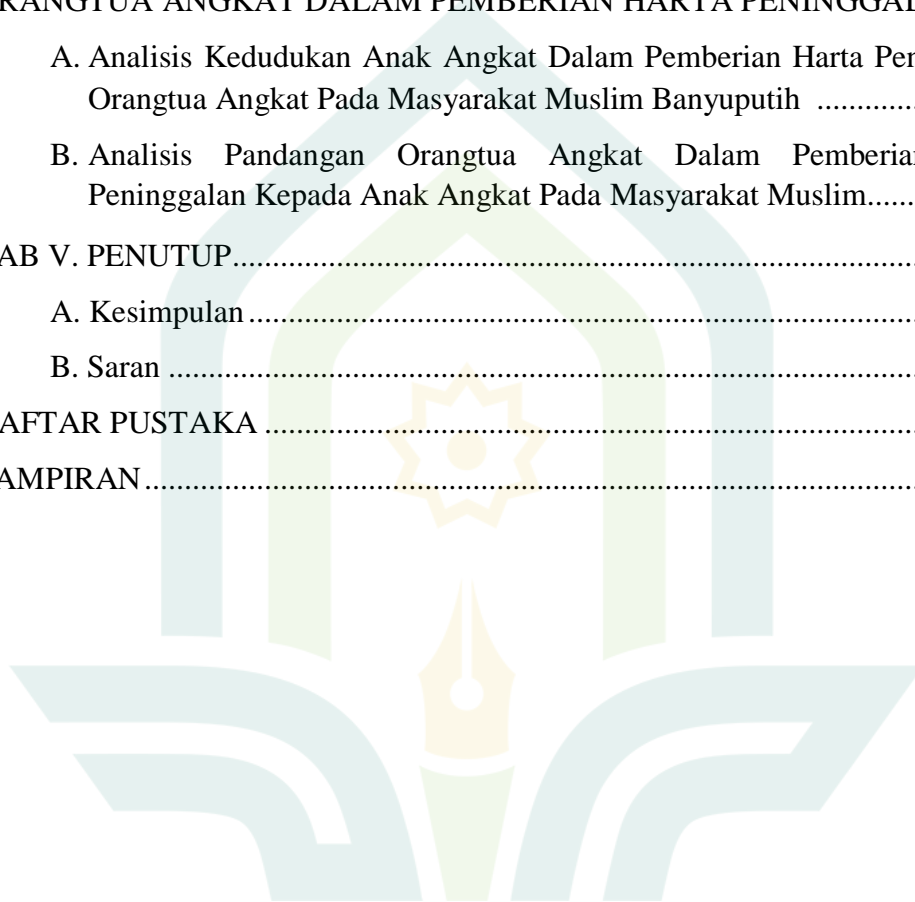 RANGTUA ANGKAT DALAM PEMBERIAN HARTA PENINGGAL
A. Analisis Kedudukan Anak Angkat Dalam Pemberian Harta Pen
Orangtua Angkat Pada Masyarakat Muslim Banyuputih .............
B. Analisis Pandangan Orangtua Angkat Dalam Pemberia
Peninggalan Kepada Anak Angkat Pada Masyarakat Muslim.......
AB V. PENUTUP.....................................................................................
A. Kesimpulan.................................................................................
B. Saran ...........................................................................................
AFTAR PUSTAKA ................................................................................
AMPIRAN................................................................................................